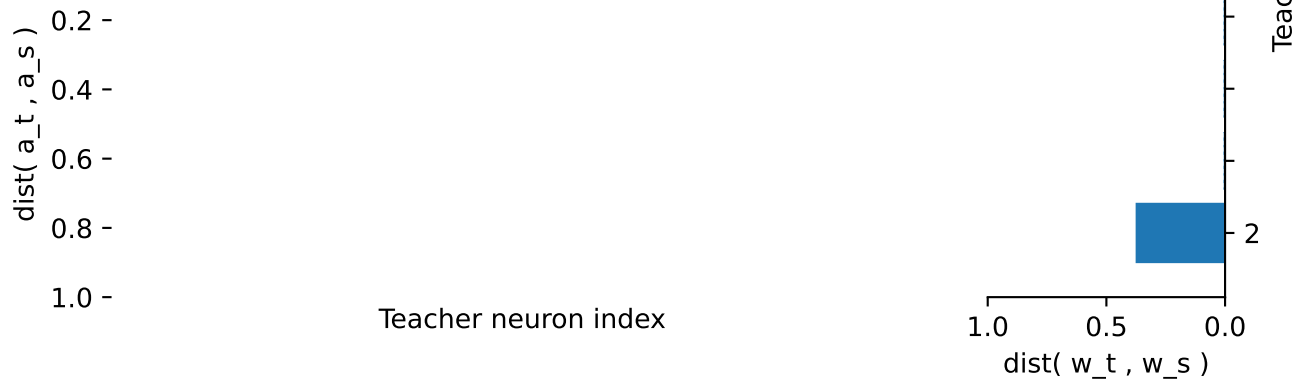 0.2
0.4
0.6
0.8
1.0
dist( a_t , a_s )
Teacher neuron index
2
1.0 0.5 0.0
dist( w_t , w_s )